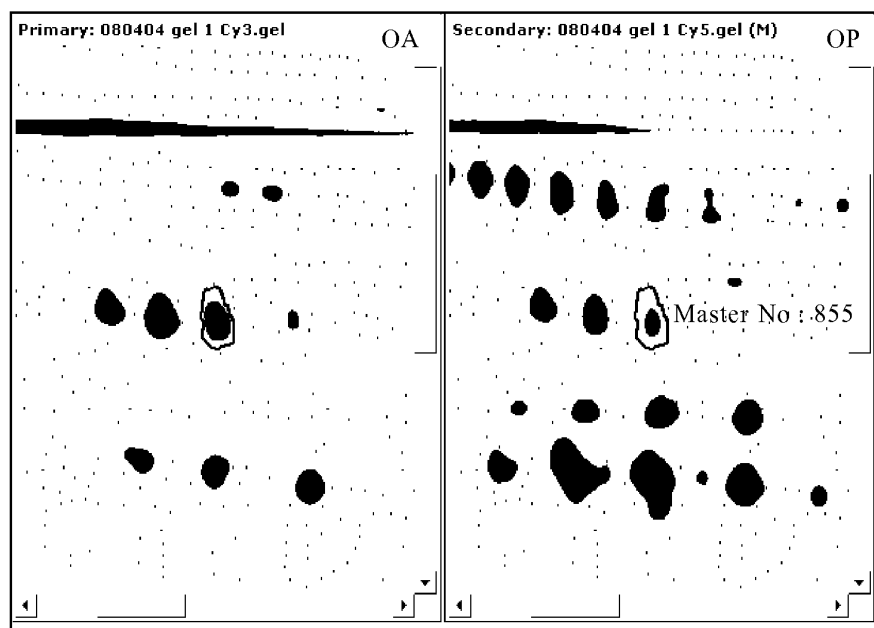 Primary: 080404 gel 1 Cy3.gel
OA
Secondary: 080404 gel 1 Cy5.gel (M)
OP
Master No : 855